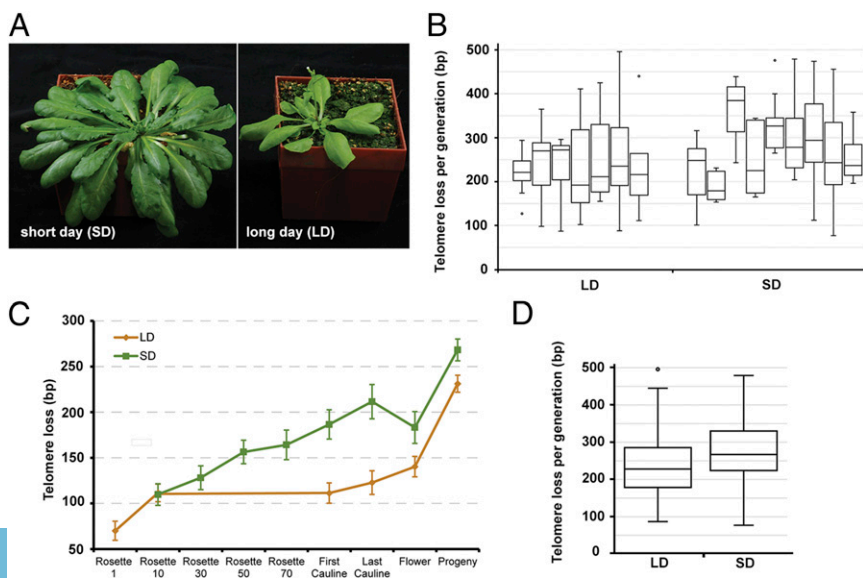 A
short day (SD)
long day (LD)
B
Telomere loss per generation (bp)
500
400
300
200
100
0
LD
SD
C
Telomere loss (bp)
300
250
200
150
100
50
LD
SD
Rosette 1
Rosette 10
Rosette 30
Rosette 50
Rosette 70
First Cauline
Last Cauline
Flower
Progeny
D
Telomere loss per generation (bp)
500
400
300
200
100
0
LD
SD